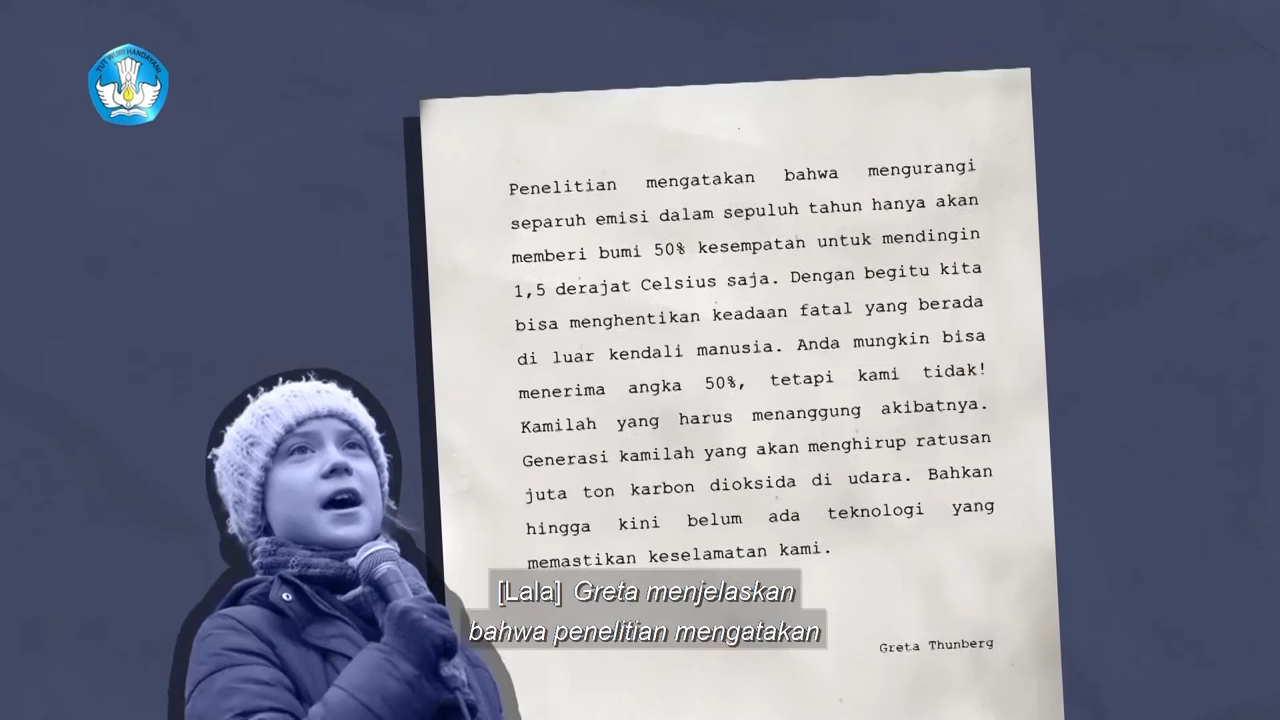 TUT WURI HANDAYANI
Penelitian mengatakan bahwa mengurangi
separuh emisi dalam sepuluh tahun hanya akan
memberi bumi 50% kesempatan untuk mendingin
1,5 derajat Celsius saja. Dengan begitu kita
bisa menghentikan keadaan fatal yang berada
di luar kendali manusia. Anda mungkin bisa
menerima angka 50%, tetapi kami tidak!
Kamilah yang harus menanggung akibatnya.
Generasi kamilah yang akan menghirup ratusan
juta ton karbon dioksida di udara. Bahkan
hingga kini belum ada teknologi yang
memastikan keselamatan kami.
[Lala] Greta menjelaskan
bahwa penelitian mengatakan
Greta Thunberg